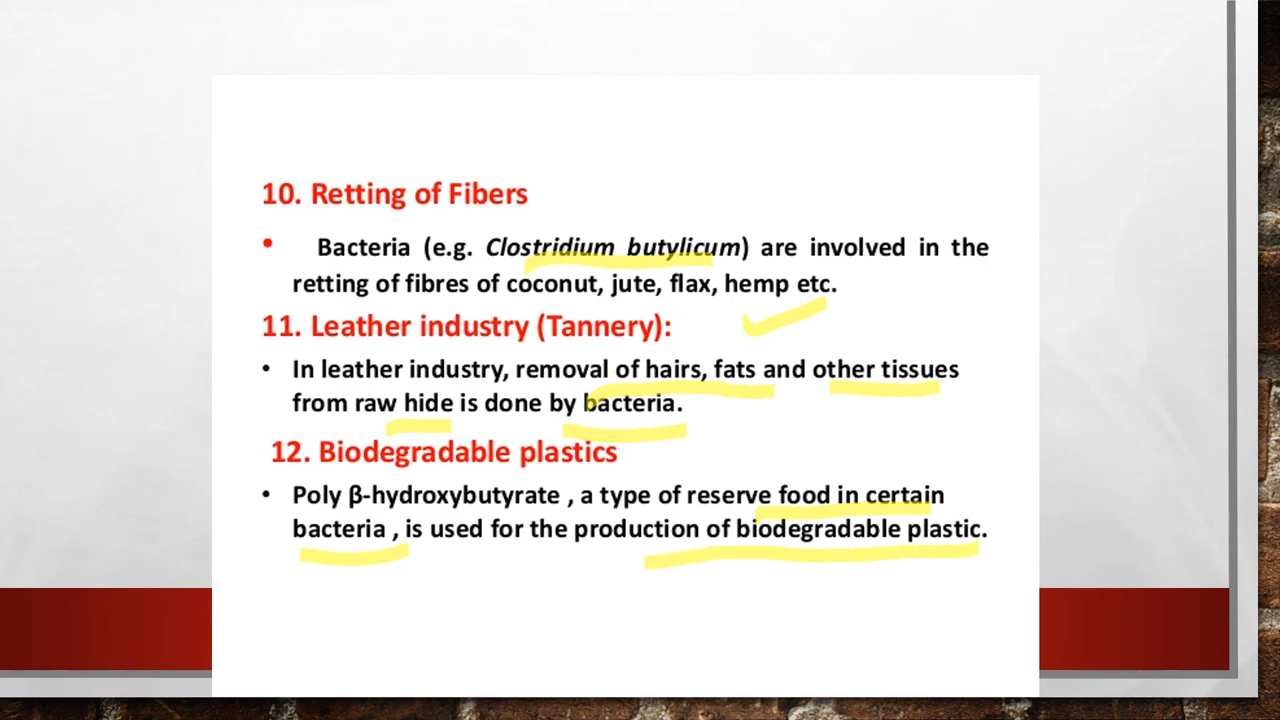 10. Retting of Fibers
• Bacteria (e.g. Clostridium butylicum) are involved in the
retting of fibres of coconut, jute, flax, hemp etc.
11. Leather industry (Tannery):
• In leather industry, removal of hairs, fats and other tissues
from raw hide is done by bacteria.
12. Biodegradable plastics
• Poly β-hydroxybutyrate , a type of reserve food in certain
bacteria , is used for the production of biodegradable plastic.